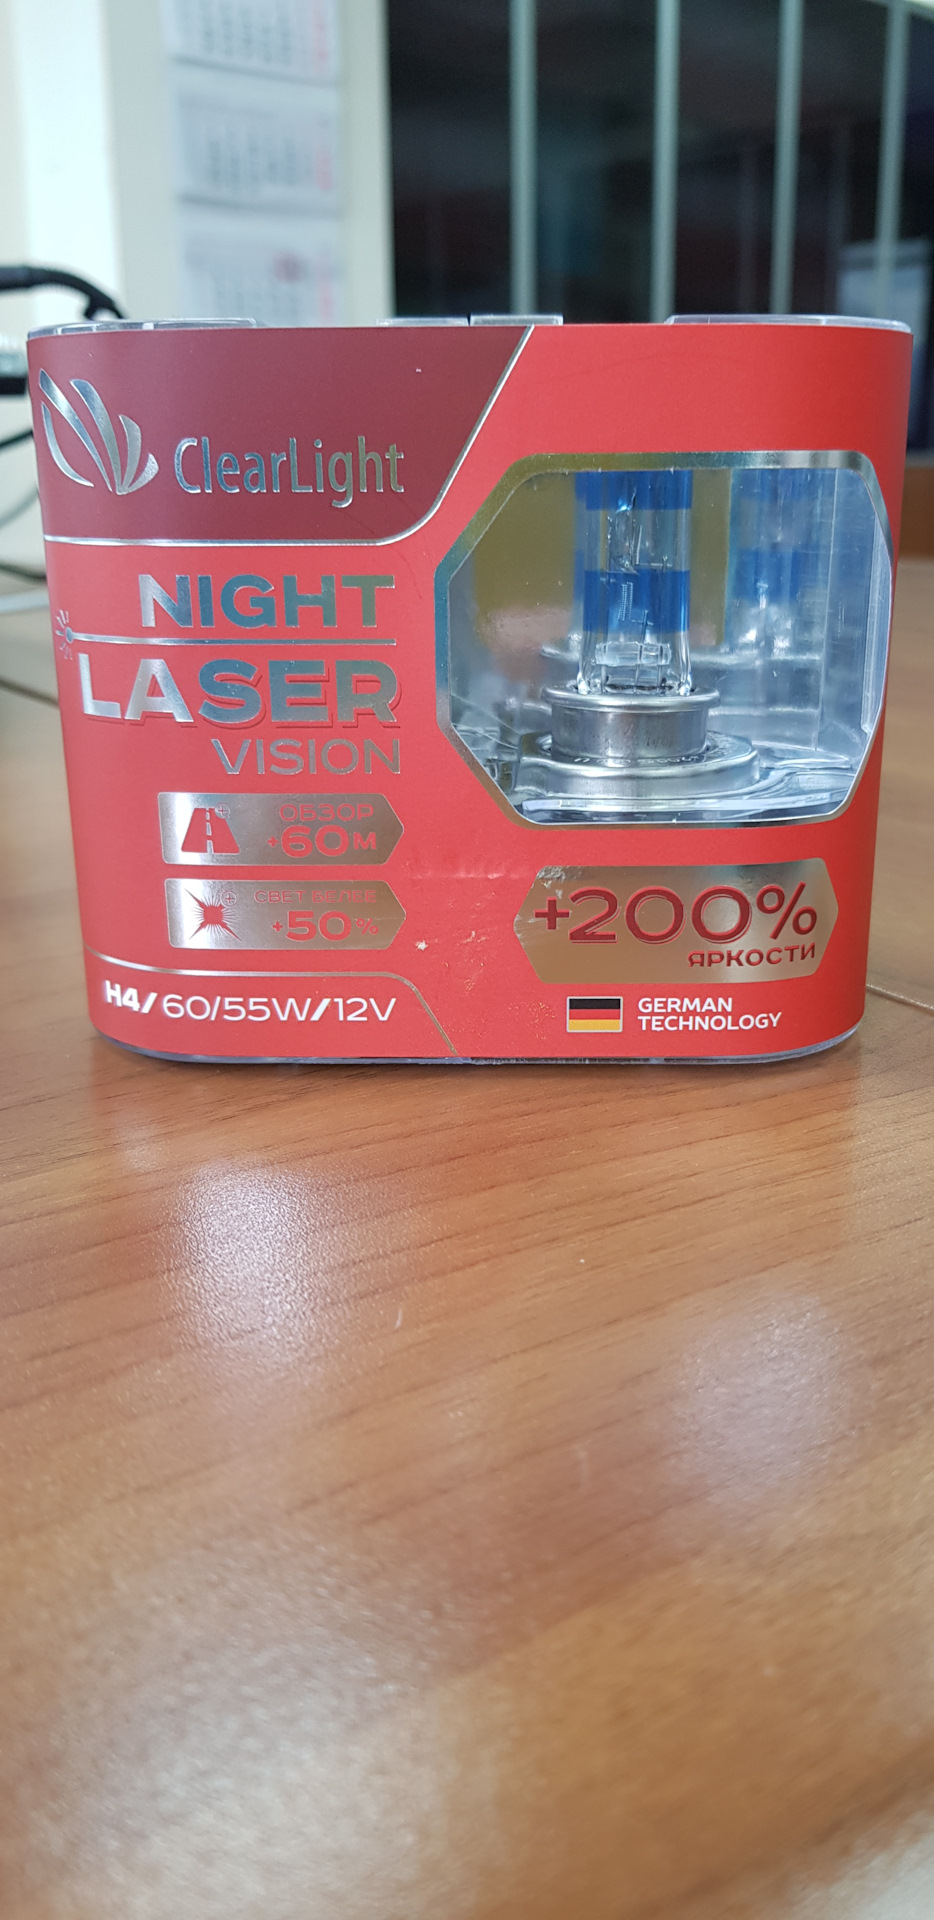 ClearLight
NIGHT
LASER
VISION
ОБЗОР
+60М
СВЕТ БЕЛЕЕ
+50%
H4/60/55W/12V
+200%
ЯРКОСТИ
GERMAN
TECHNOLOGY